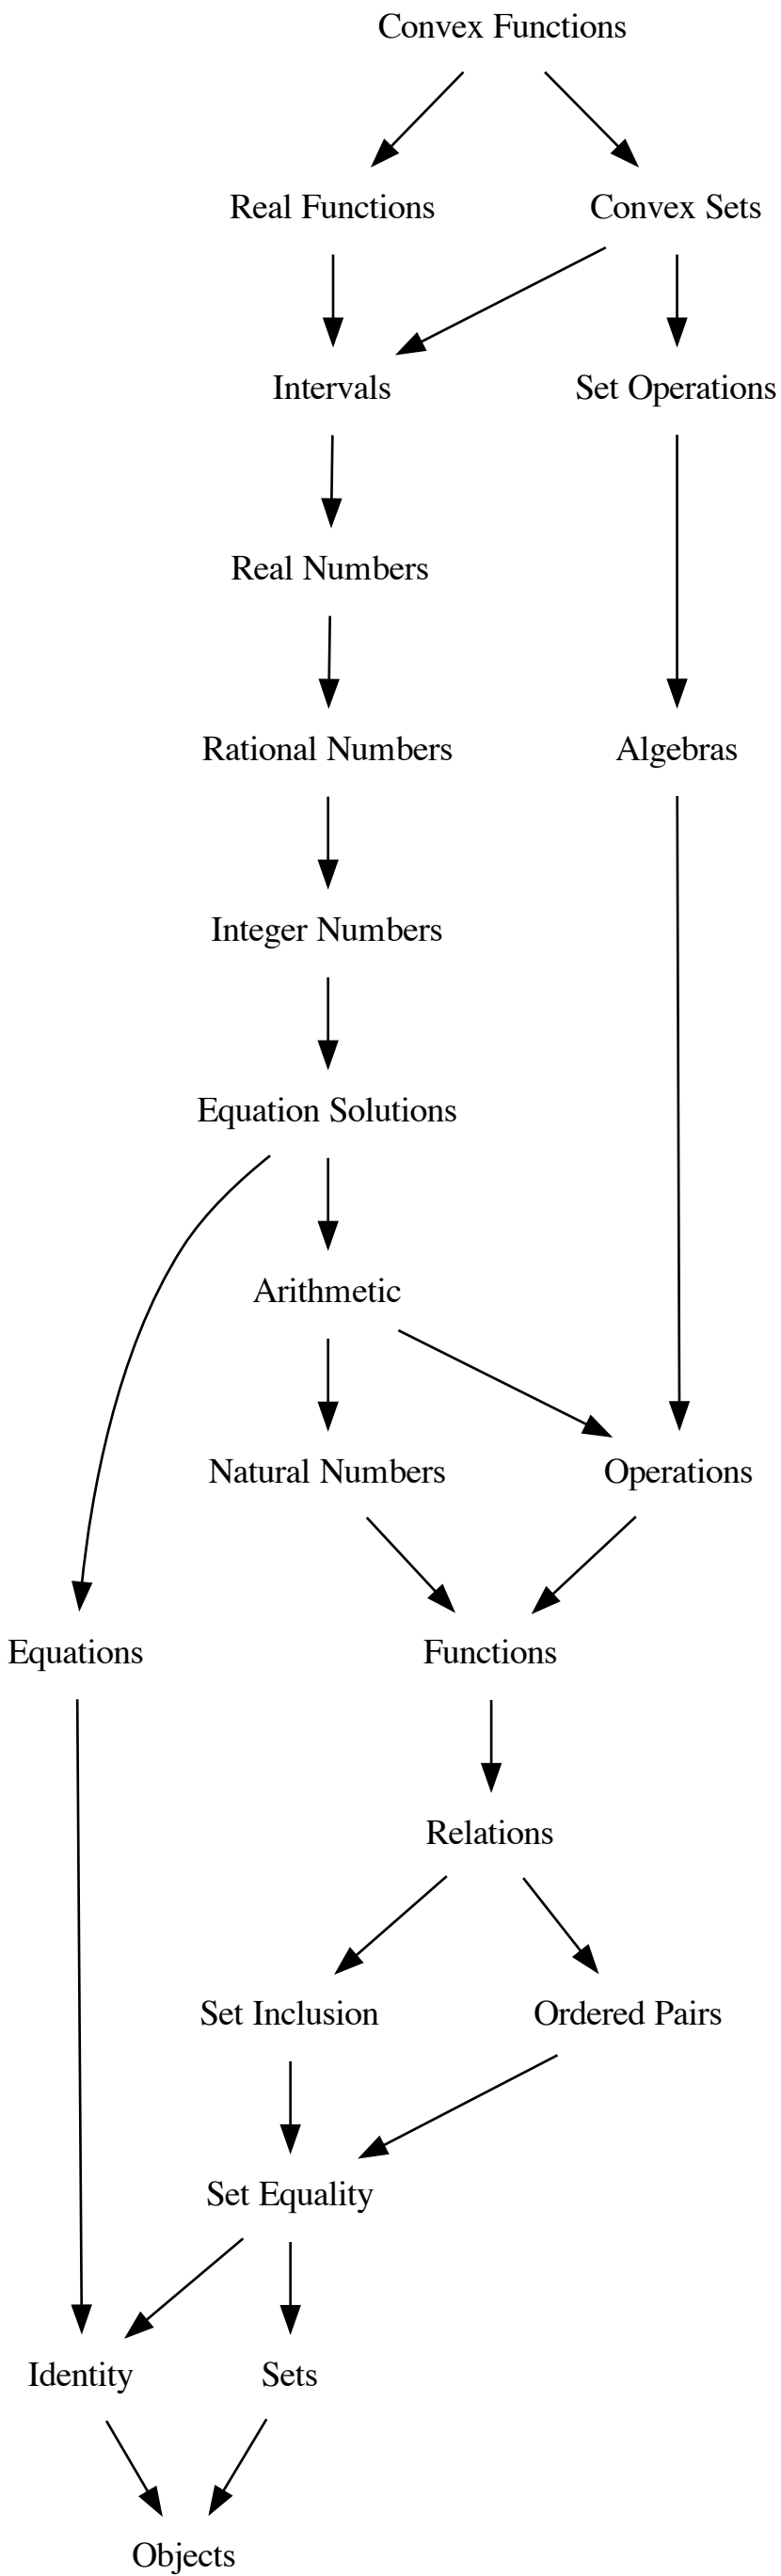 Convex Functions
Real Functions
Convex Sets
Intervals
Set Operations
Real Numbers
Rational Numbers
Algebras
Integer Numbers
Equation Solutions
Arithmetic
Natural Numbers
Operations
Equations
Functions
Relations
Set Inclusion
Ordered Pairs
Set Equality
Identity
Sets
Objects